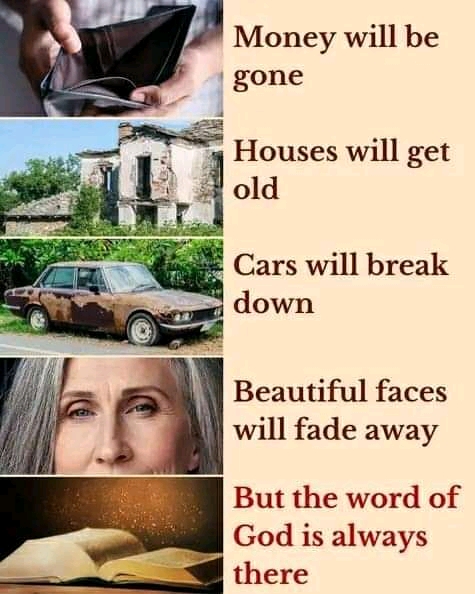 Money will be
gone
Houses will get
old
Cars will break
down
Beautiful faces
will fade away
But the word of
God is always
there